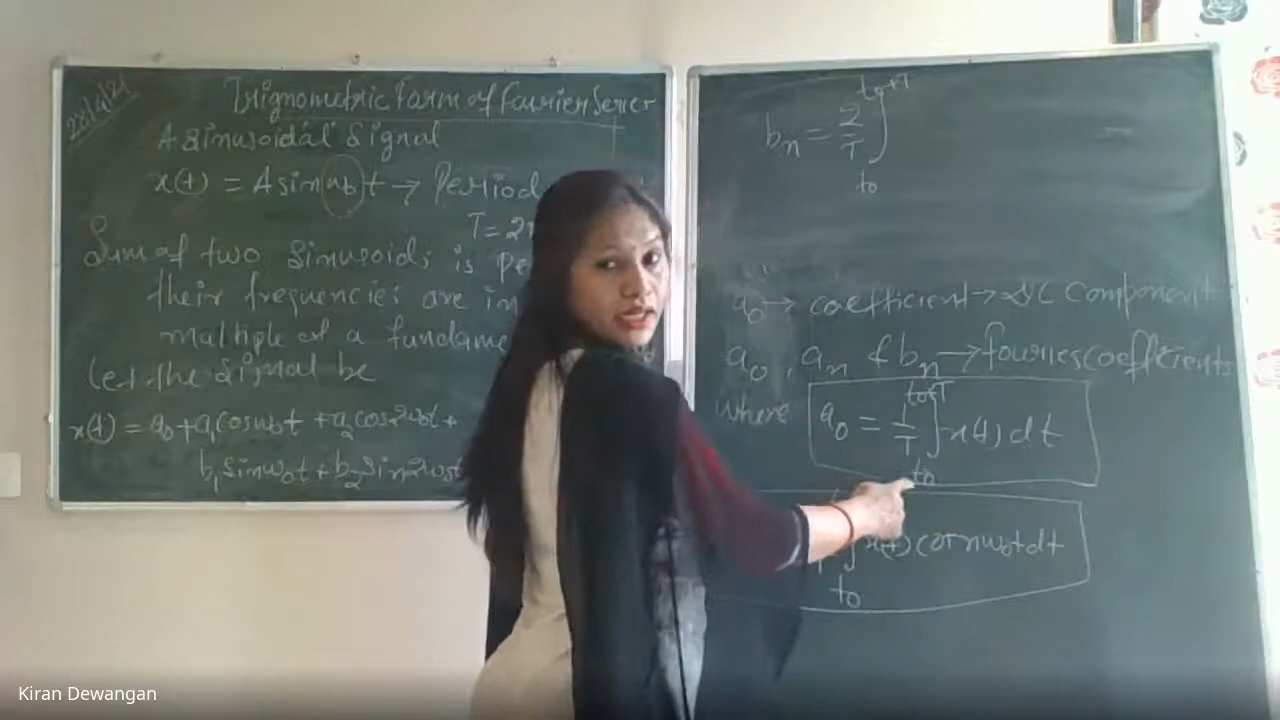 22/4/21
Trignometric Form of Fourier Series
A sinusoidal signal
x(t) = A sin ω₀t → Period
T = 2π
Sum of two sinusoids is pe
their frequencies are in
multiple of a fundame
Let the signal be
x(t) = a₀ + a₁cosω₀t + a₂cos2ω₀t +
b₁sinω₀t + b₂sin2ω₀t
bₙ = 2/T ∫ t₀+T t₀
a₀ → coefficient → DC Component
a₀, aₙ & bₙ → fouries coefficients
where a₀ = 1/T ∫ t₀+T t₀ x(t) dt
∫ t₀ x(t) cos nω₀t dt
Kiran Dewangan